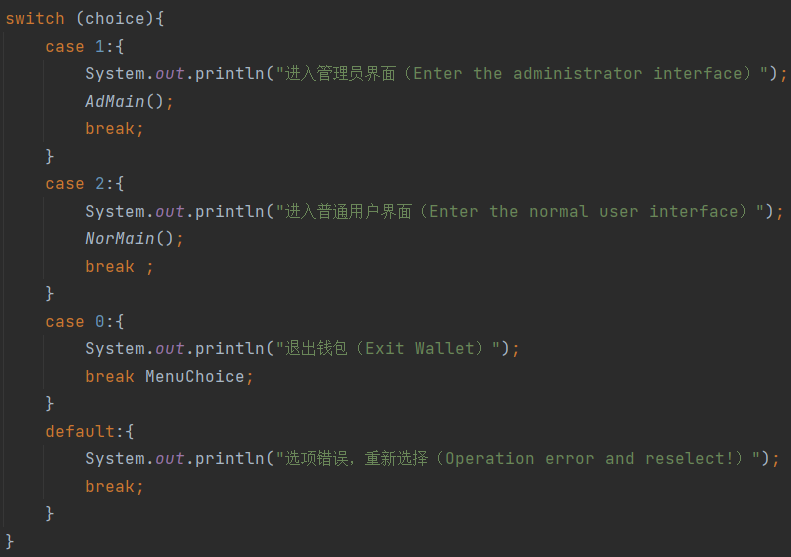 switch (choice){
case 1:{
System.out.println("进入管理员界面（Enter the administrator interface）");
AdMain();
break;
}
case 2:{
System.out.println("进入普通用户界面（Enter the normal user interface）");
NorMain();
break ;
}
case 0:{
System.out.println("退出钱包（Exit Wallet）");
break MenuChoice;
}
default:{
System.out.println("选项错误，重新选择（Operation error and reselect!）");
break;
}
}